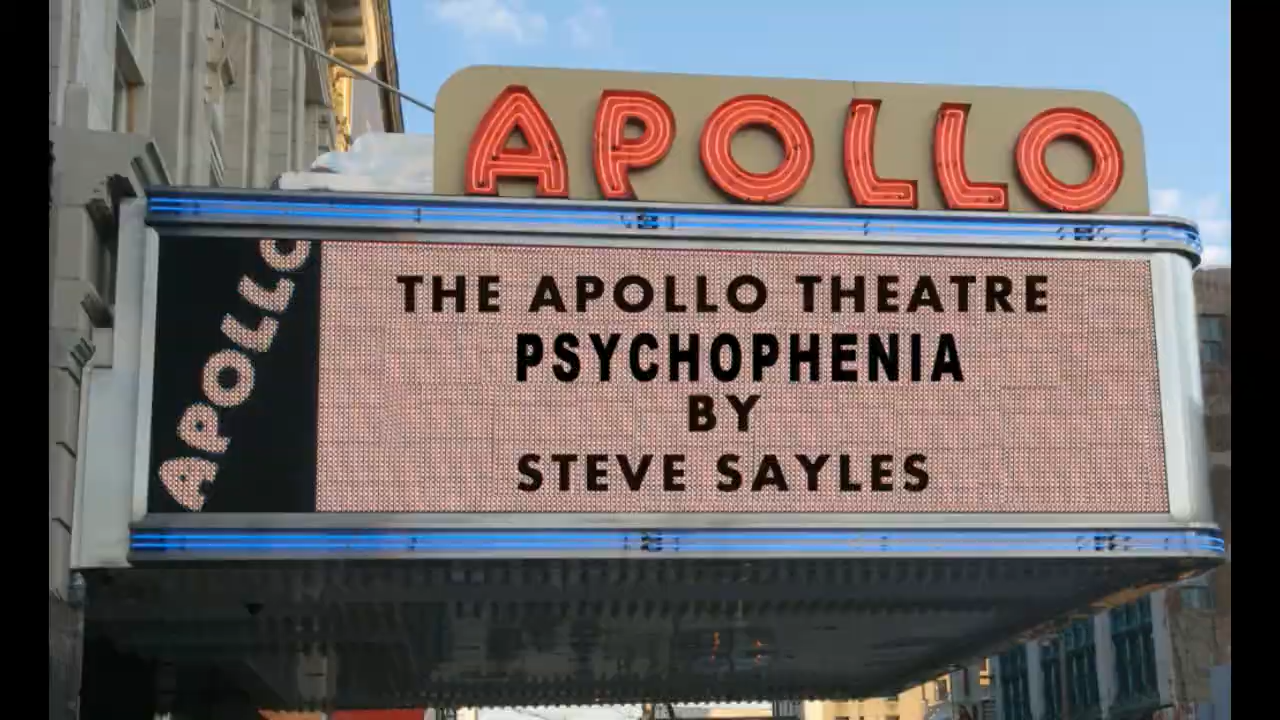 APOLLO
APOLLO
THE APOLLO THEATRE
PSYCHOPHENIA
BY
STEVE SAYLES